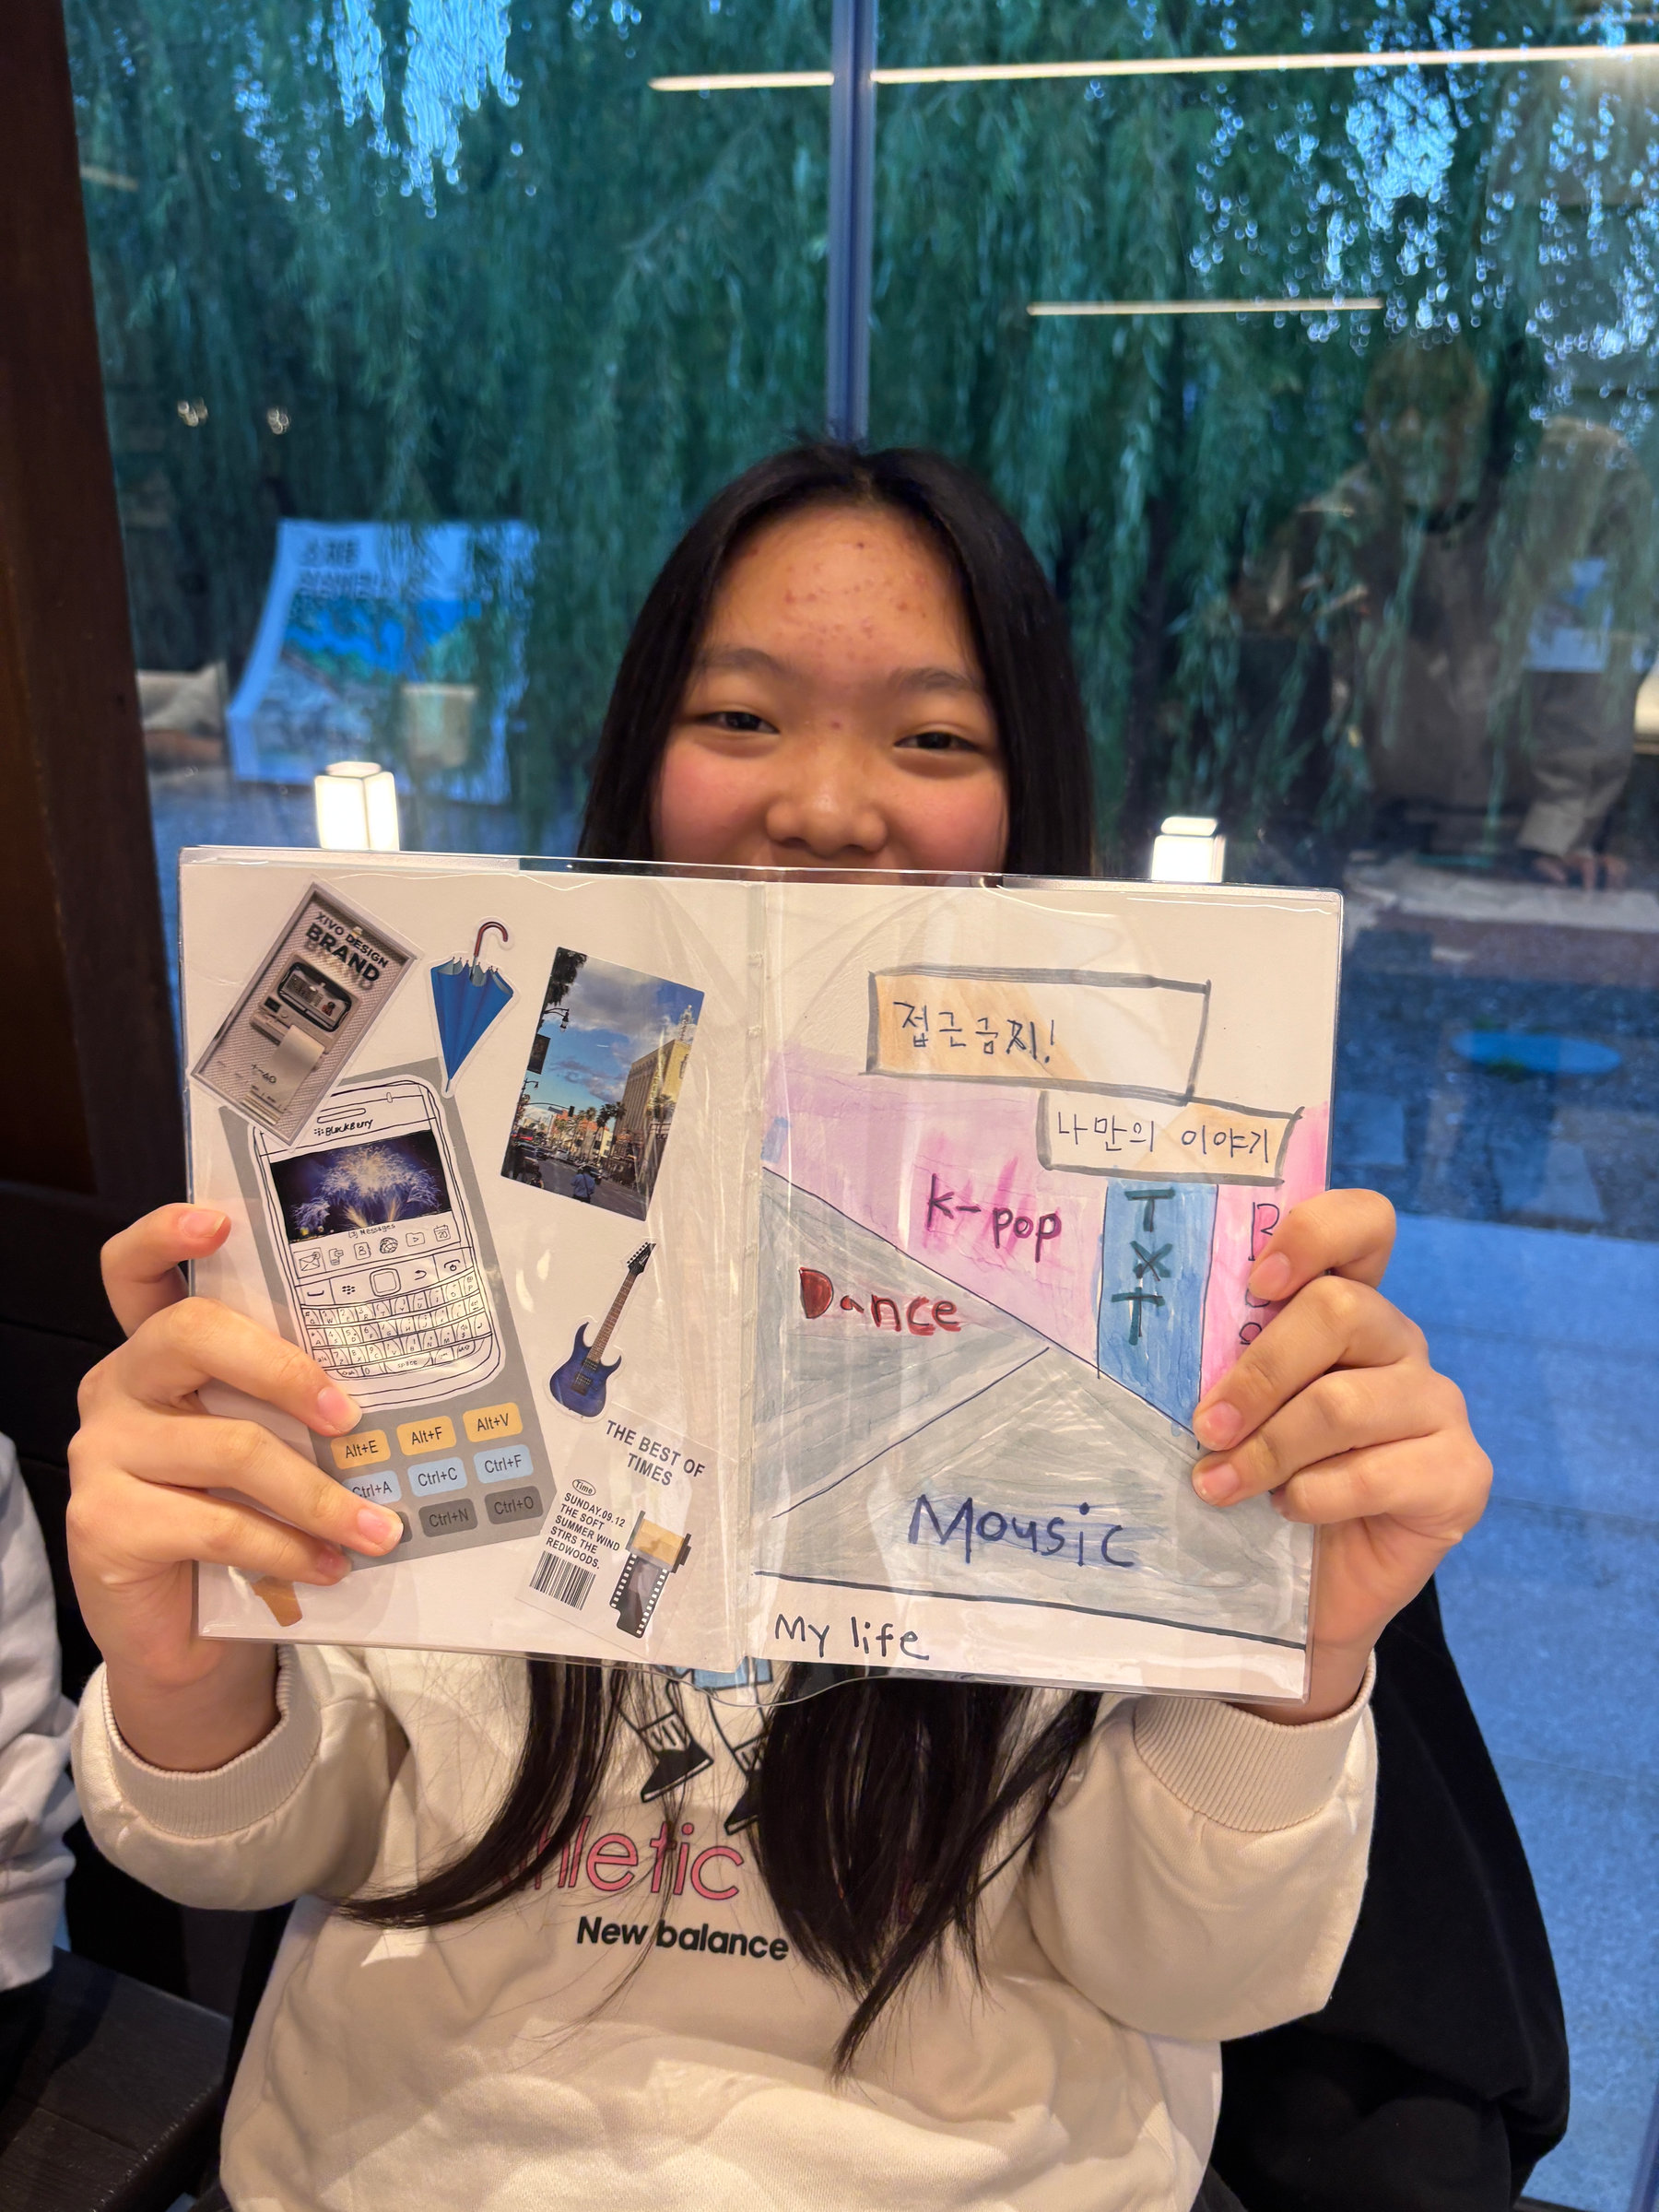 XIVO DESIGN
BRAND
BlackBerry
Messages
space
Alt+E
Alt+F
Alt+V
Ctrl+A
Ctrl+C
Ctrl+F
Ctrl+N
Ctrl+O
THE BEST OF
TIMES
Time
SUNDAY.09.12
THE SOFT
SUMMER WIND
STIRS THE
REDWOODS.
접근금지!
나만의 이야기
K-pop
TXT
Dance
Mousic
My life
New balance